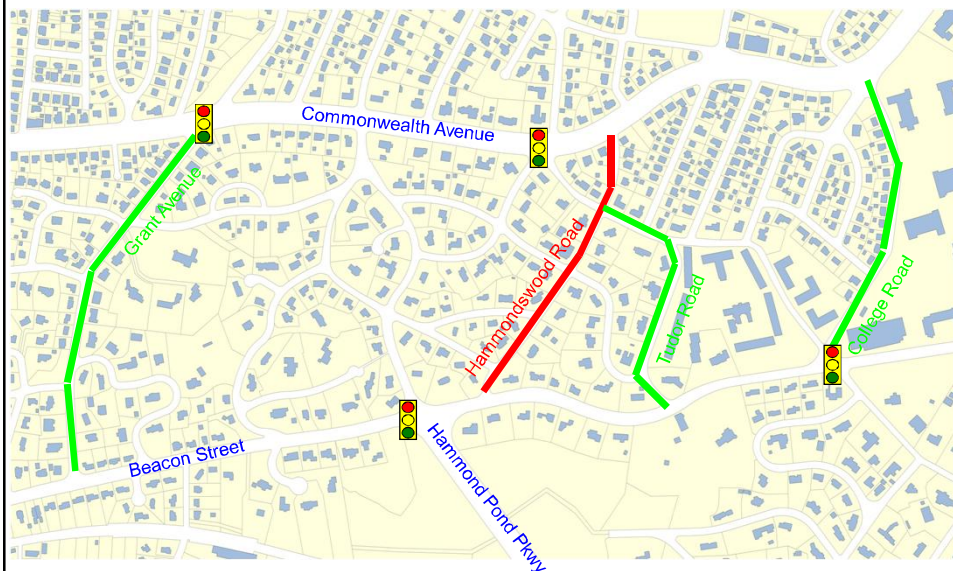 Commonwealth Avenue
Grant Avenue
Hammondswood Road
Tudor Road
College Road
Beacon Street
Hammond Pond Pkwy